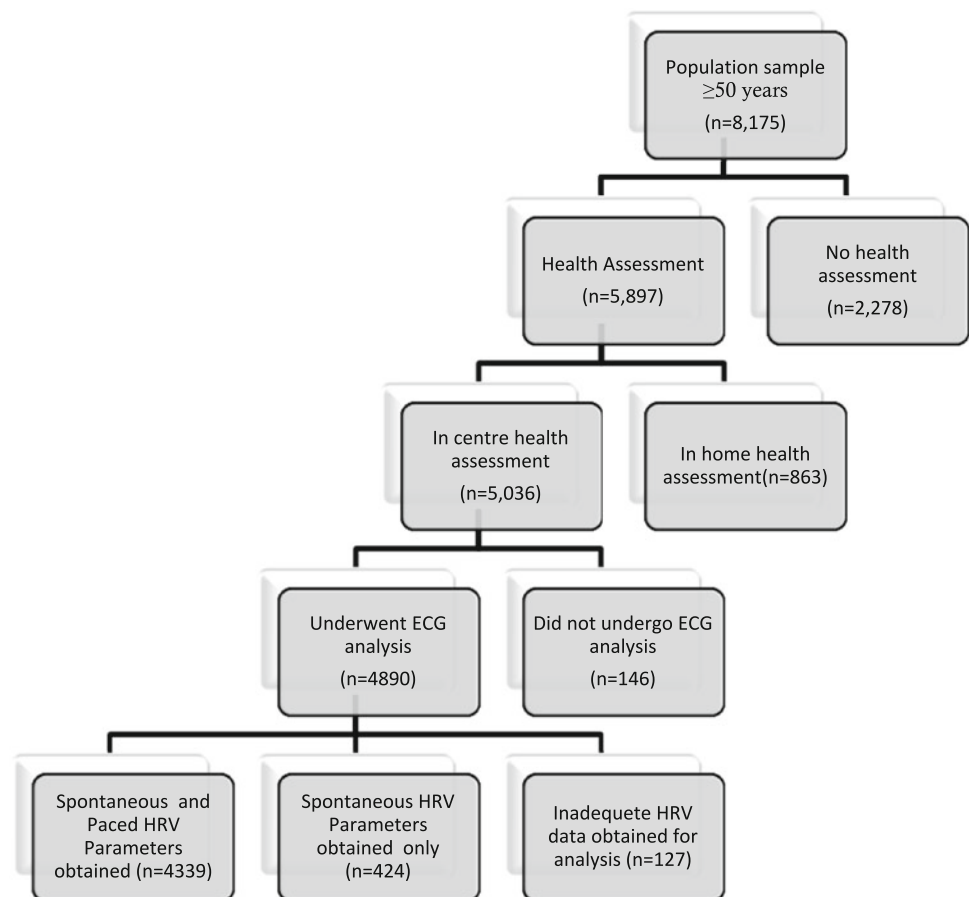 Population sample
≥50 years
(n=8,175)
Health Assessment
(n=5,897)
No health
assessment
(n=2,278)
In centre health
assessment
(n=5,036)
In home health
assessment(n=863)
Underwent ECG
analysis
(n=4890)
Did not undergo ECG
analysis
(n=146)
Spontaneous and
Paced HRV
Parameters
obtained (n=4339)
Spontaneous HRV
Parameters
obtained only
(n=424)
Inadequete HRV
data obtained for
analysis (n=127)